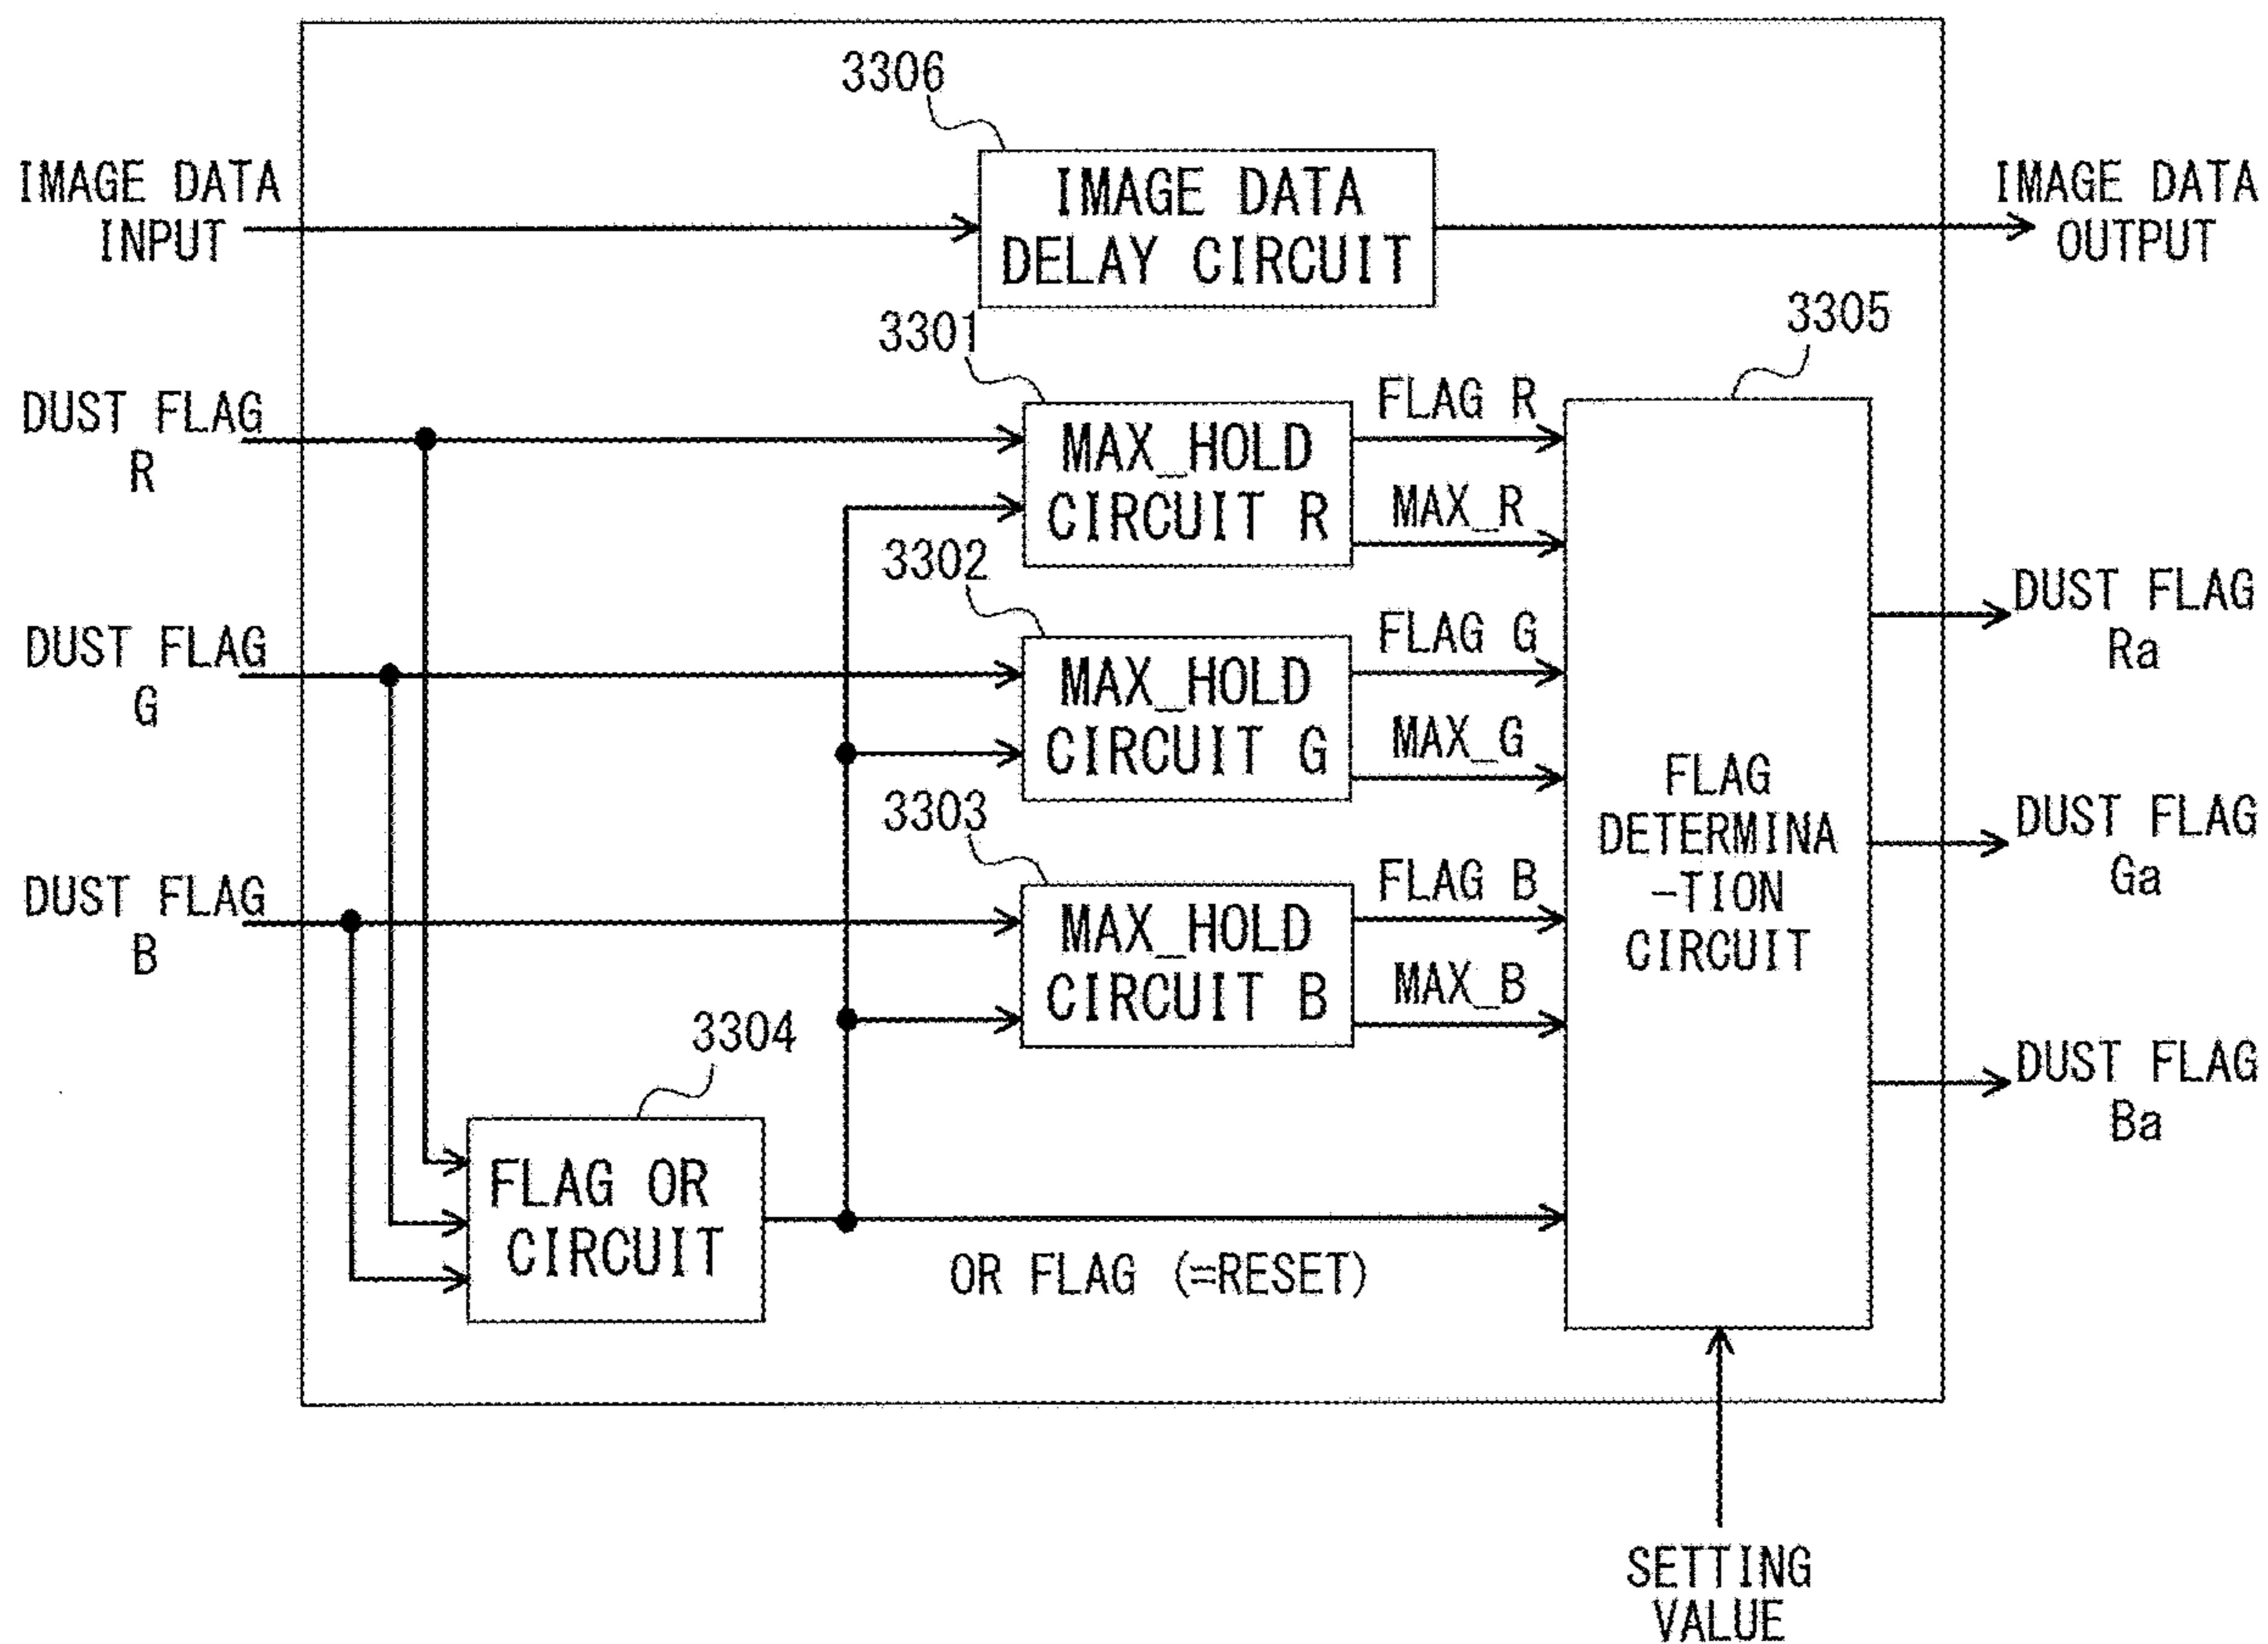 3306
IMAGE DATA
INPUT
IMAGE DATA
DELAY CIRCUIT
IMAGE DATA
OUTPUT
3301
3305
DUST FLAG
R
MAX_HOLD
CIRCUIT R
FLAG R
MAX_R
3302
DUST FLAG
G
MAX_HOLD
CIRCUIT G
FLAG G
MAX_G
3303
DUST FLAG
B
MAX_HOLD
CIRCUIT B
FLAG B
MAX_B
FLAG
DETERMINA
-TION
CIRCUIT
DUST FLAG
Ra
DUST FLAG
Ga
DUST FLAG
Ba
3304
FLAG OR
CIRCUIT
OR FLAG (=RESET)
SETTING
VALUE